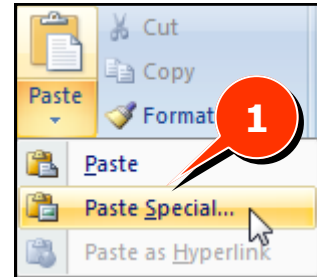 Cut
Copy
Paste
Format
1
Paste
Paste Special...
Paste as Hyperlink